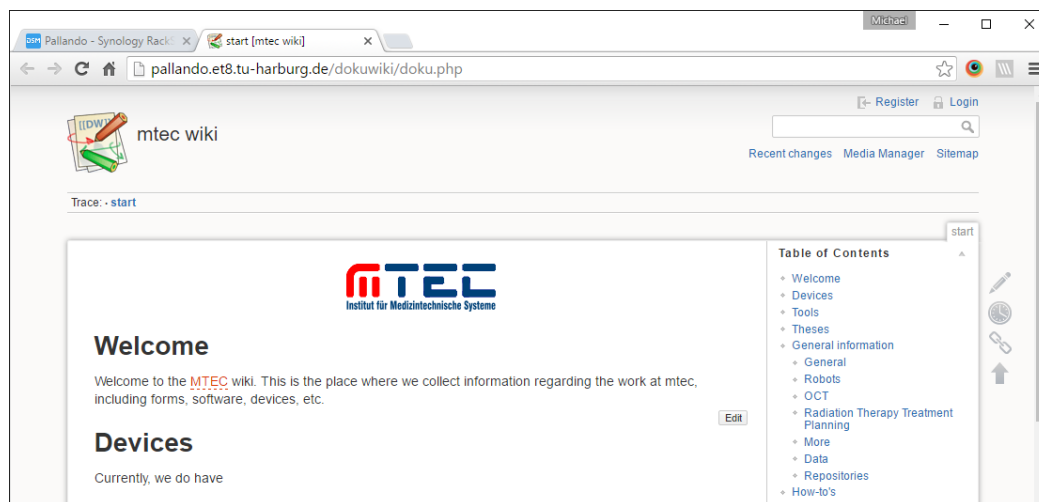 Michael
DSM Pallando - Synology RackS
start [mtec wiki]
pallando.et8.tu-harburg.de/dokuwiki/doku.php
Register Login
[[DW]]
mtec wiki
Recent changes Media Manager Sitemap
Trace: • start
start
mTEC
Institut für Medizintechnische Systeme
Welcome
Welcome to the MTEC wiki. This is the place where we collect information regarding the work at mtec,
including forms, software, devices, etc.
Edit
Devices
Currently, we do have
Table of Contents
Welcome
Devices
Tools
Theses
General information
General
Robots
OCT
Radiation Therapy Treatment
Planning
More
Data
Repositories
How-to's